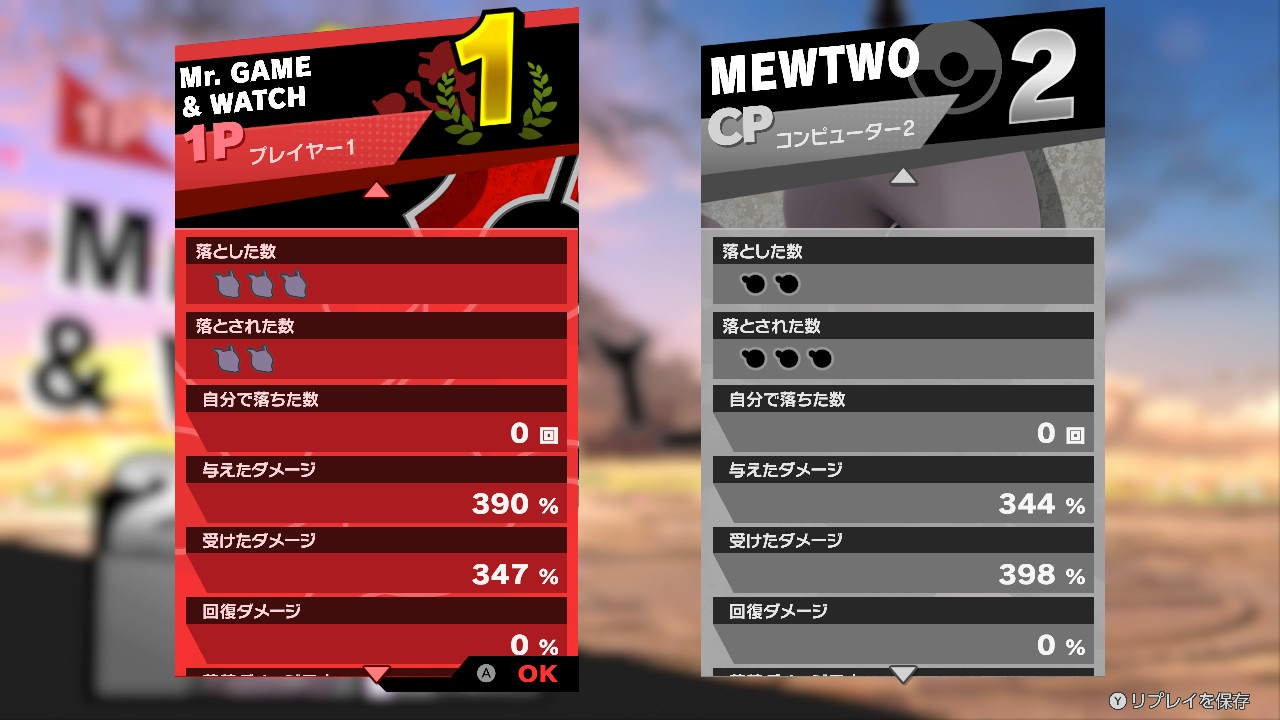 Mr. GAME
& WATCH
1
1P プレイヤー1
落とした数
落とされた数
自分で落ちた数
0 回
与えたダメージ
390 %
受けたダメージ
347 %
回復ダメージ
0 %
A OK
MEWTWO
2
CP コンピューター2
落とした数
落とされた数
自分で落ちた数
0 回
与えたダメージ
344 %
受けたダメージ
398 %
回復ダメージ
0 %
Y リプレイを保存